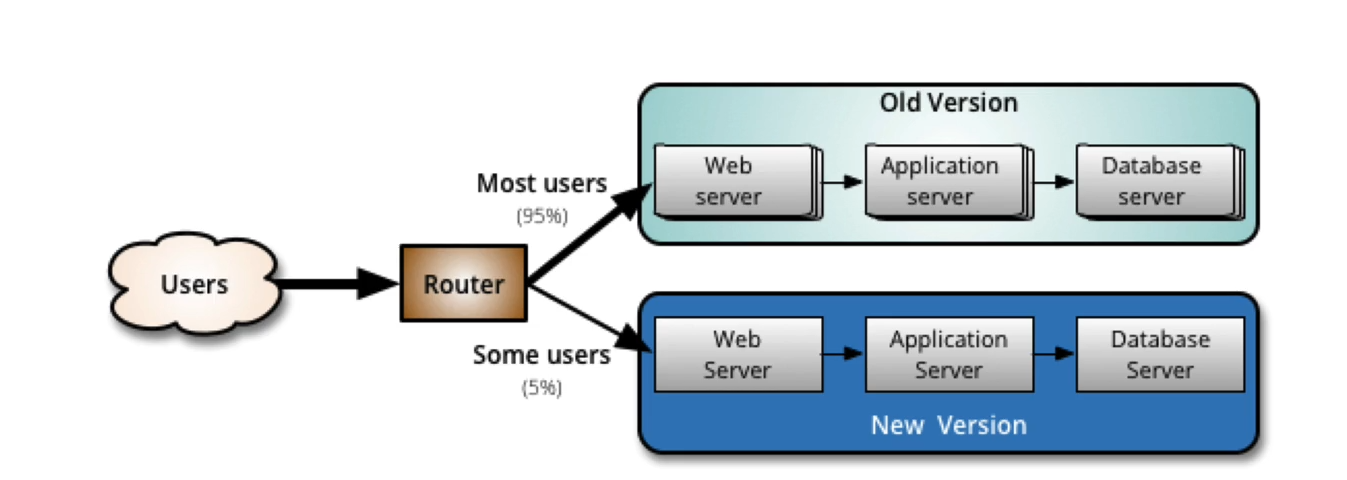 Old Version
Web
server
Application
server
Database
server
Most users
(95%)
Users
Router
Some users
(5%)
Web
Server
Application
Server
Database
Server
New Version